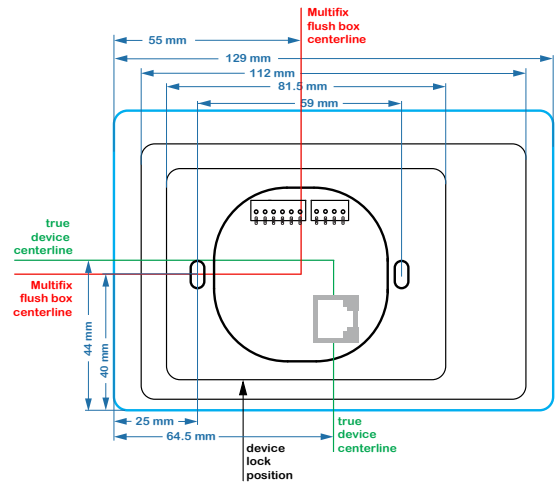 Multifix
flush box
centerline
55 mm
129 mm
112 mm
81.5 mm
59 mm
true
device
centerline
Multifix
flush box
centerline
44 mm
40 mm
25 mm
64.5 mm
device
lock
position
true
device
centerline